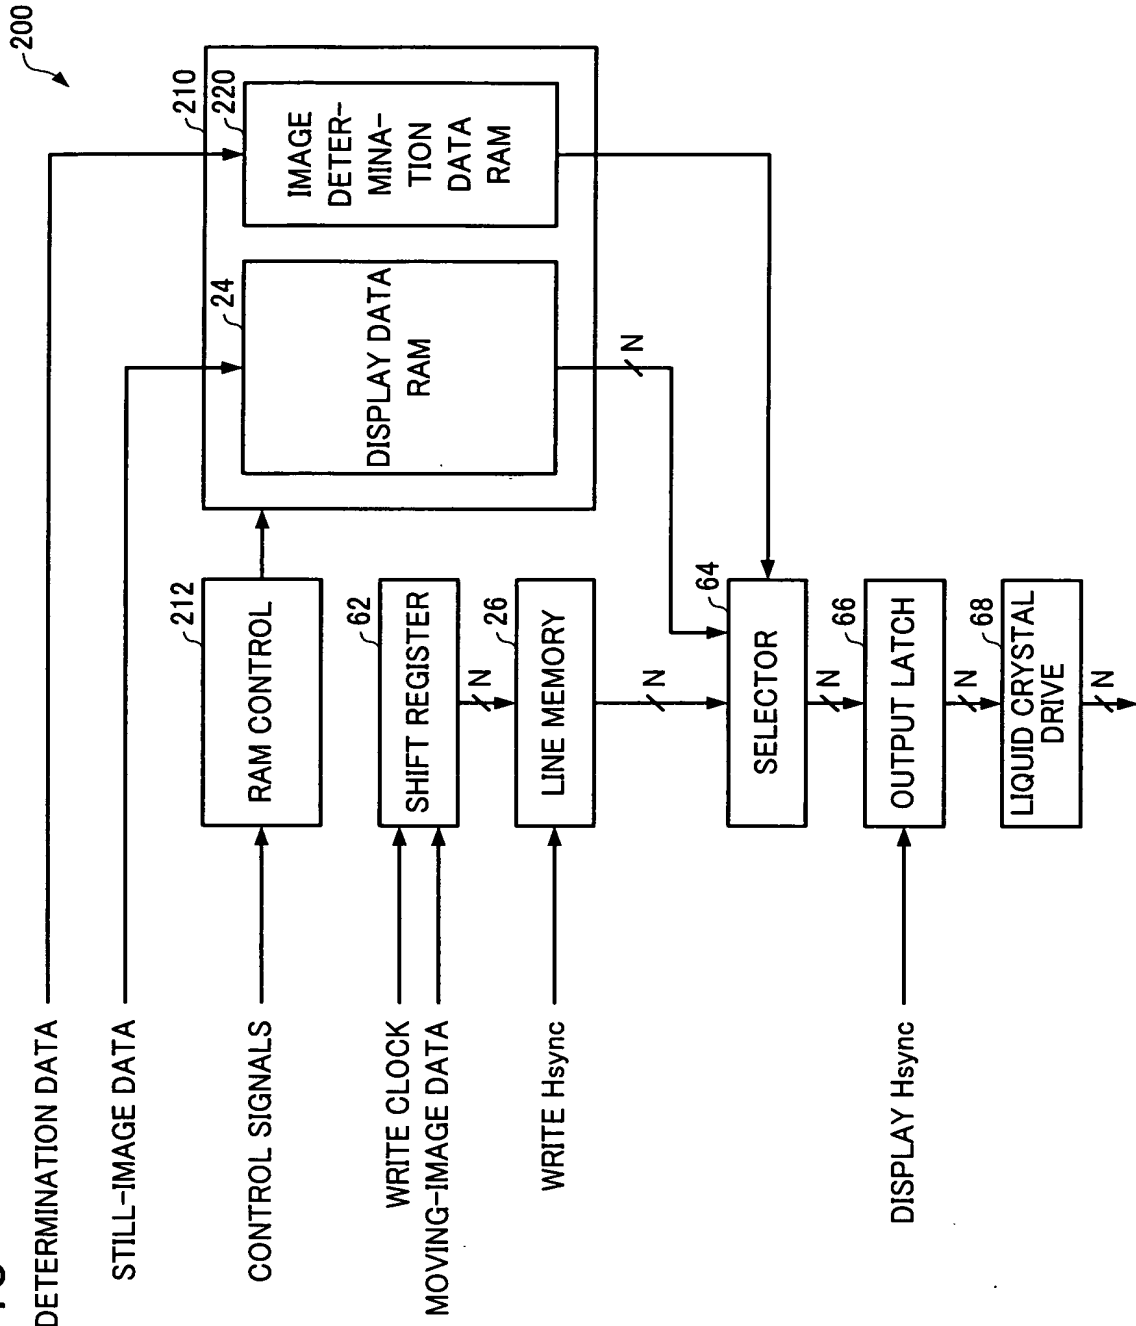 200
DETERMINATION DATA
STILL-IMAGE DATA
CONTROL SIGNALS
WRITE CLOCK
MOVING-IMAGE DATA
WRITE Hsync
DISPLAY Hsync
210
220
IMAGE
DETER-
MINA-
TION
DATA
RAM
24
DISPLAY DATA
RAM
N
212
RAM CONTROL
62
SHIFT REGISTER
N
26
LINE MEMORY
N
64
SELECTOR
N
66
OUTPUT LATCH
N
68
LIQUID CRYSTAL
DRIVE
N